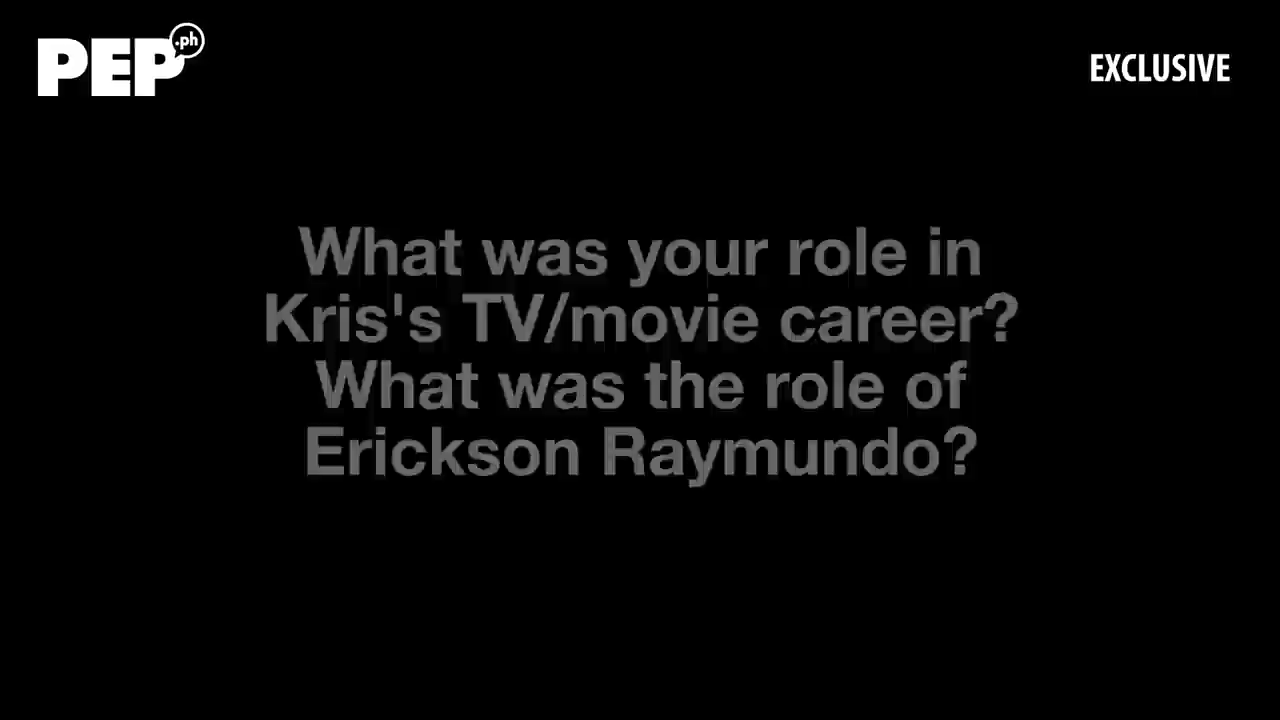 PEP.ph
EXCLUSIVE
What was your role in
Kris's TV/movie career?
What was the role of
Erickson Raymundo?